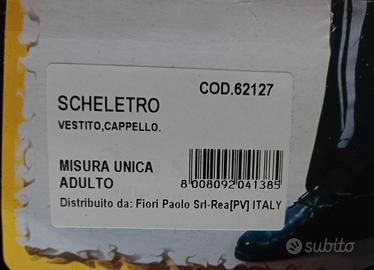 COD.62127
SCHELETRO
VESTITO,CAPPELLO.
MISURA UNICA
ADULTO
8 008092 041385
Distribuito da: Fiori Paolo Srl-Rea[PV] ITALY
subito